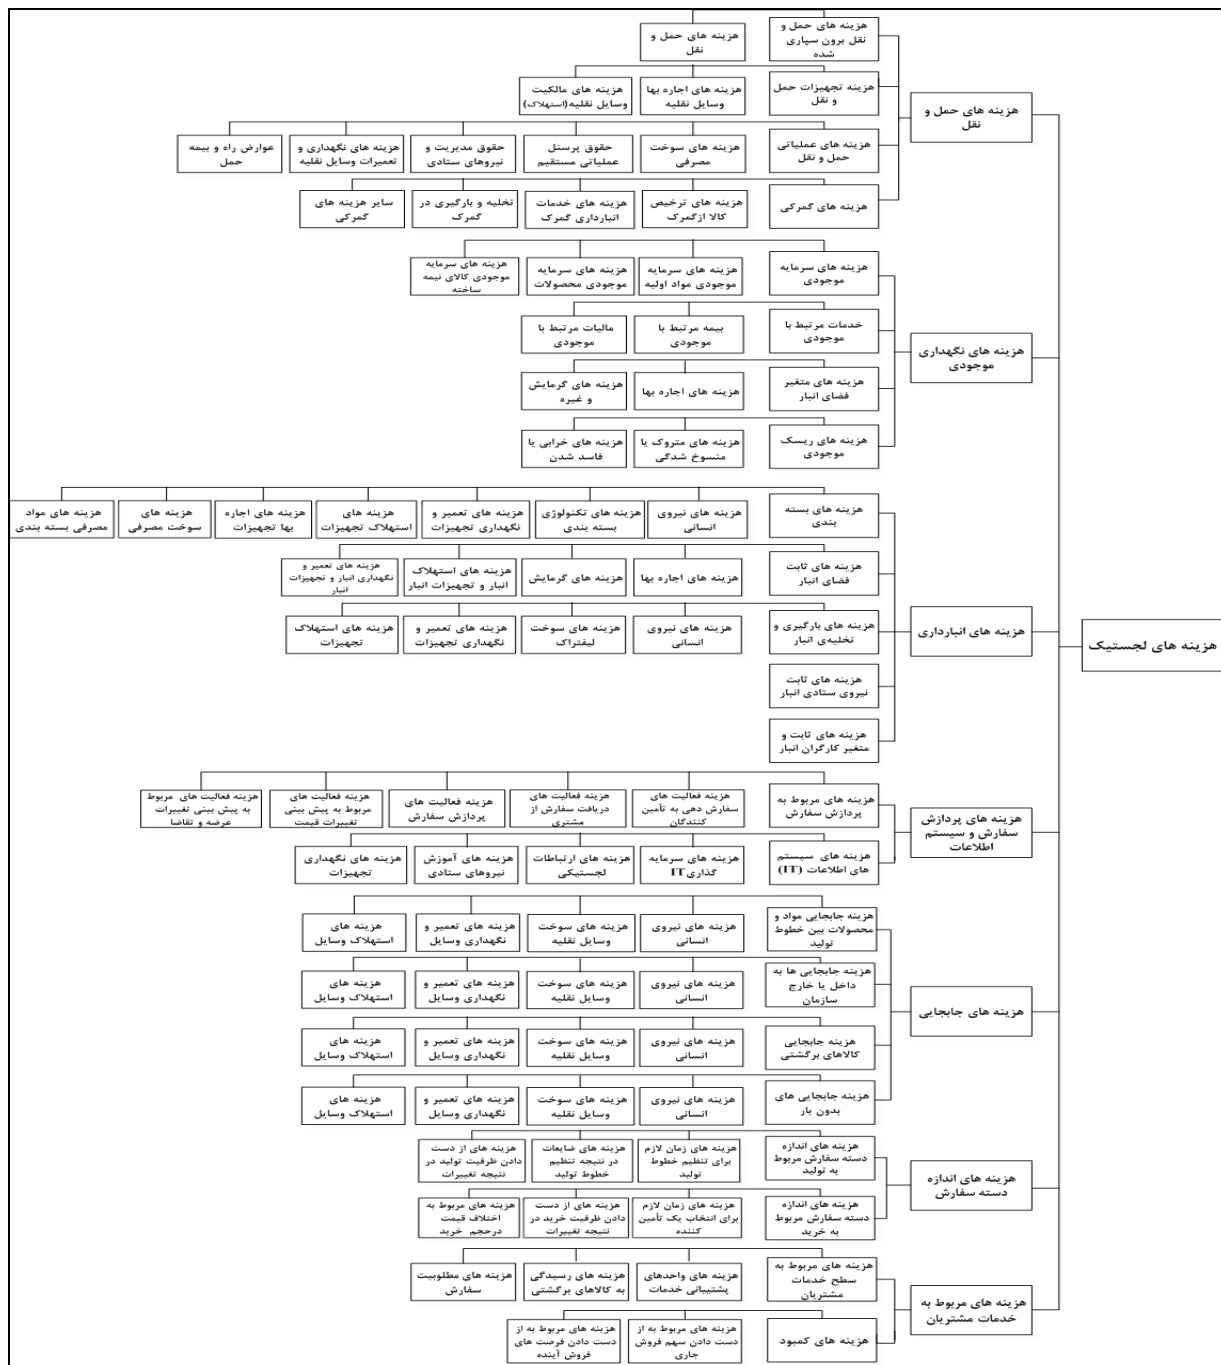 هزینه های لجستیک
هزینه های حمل و
نقل
هزینه های حمل و
نقل برون سپاری
شده
هزینه های حمل و
نقل
هزینه تجهیزات حمل
و نقل
هزینه های اجاره بها
وسایل نقلیه
هزینه های مالکیت
وسایل نقلیه(استهلاک)
هزینه های عملیاتی
حمل و نقل
هزینه های سوخت
مصرفی
حقوق پرسنل
عملیاتی مستقیم
حقوق مدیریت و
نیروهای ستادی
هزینه های نگهداری و
تعمیرات وسایل نقلیه
عوارض راه و بیمه
حمل
هزینه های گمرکی
هزینه های ترخیص
کالا ازگمرک
هزینه های خدمات
انبارداری گمرک
تخلیه و بارگیری در
گمرک
سایر هزینه های
گمرکی
هزینه های نگهداری
موجودی
هزینه های سرمایه
موجودی
هزینه های سرمایه
موجودی مواد اولیه
هزینه های سرمایه
موجودی محصولات
هزینه های سرمایه
موجودی کالای نیمه
ساخته
خدمات مرتبط با
موجودی
بیمه مرتبط با
موجودی
مالیات مرتبط با
موجودی
هزینه های متغیر
فضای انبار
هزینه های اجاره بها
هزینه های گرمایش
و غیره
هزینه های ریسک
موجودی
هزینه های متروک یا
منسوخ شدگی
هزینه های خرابی یا
فاسد شدن
هزینه های انبارداری
هزینه های بسته
بندی
هزینه های نیروی
انسانی
هزینه های تکنولوژی
بسته بندی
هزینه های تعمیر و
نگهداری تجهیزات
هزینه های
استهلاک تجهیزات
هزینه های اجاره
بها تجهیزات
هزینه های
سوخت مصرفی
هزینه های مواد
مصرفی بسته بندی
هزینه های ثابت
فضای انبار
هزینه های اجاره بها
هزینه های گرمایش
هزینه های استهلاک
انبار و تجهیزات انبار
هزینه های تعمیر و
نگهداری انبار و تجهیزات
انبار
هزینه های بارگیری و
تخلیه‌ی انبار
هزینه های نیروی
انسانی
هزینه های سوخت
لیفتراک
هزینه های تعمیر و
نگهداری تجهیزات
هزینه های استهلاک
تجهیزات
هزینه های ثابت
نیروی ستادی انبار
هزینه های ثابت و
متغیر کارگران انبار
هزینه های پردازش
سفارش و سیستم
اطلاعات
هزینه های مربوط به
پردازش سفارش
هزینه فعالیت های
سفارش دهی به تأمین
کنندگان
هزینه فعالیت های
دریافت سفارش از
مشتری
هزینه فعالیت های
پردازش سفارش
هزینه فعالیت های
مربوط به پیش بینی
تغییرات قیمت
هزینه فعالیت های مربوط
به پیش بینی تغییرات
عرضه و تقاضا
هزینه های سیستم
های اطلاعات (IT)
هزینه های سرمایه
گذاری IT
هزینه های ارتباطات
لجستیکی
هزینه های آموزش
نیروهای ستادی
هزینه های نگهداری
تجهیزات
هزینه های جابجایی
هزینه جابجایی مواد و
محصولات بین خطوط
تولید
هزینه های نیروی
انسانی
هزینه های سوخت
وسایل نقلیه
هزینه های تعمیر و
نگهداری وسایل
هزینه های
استهلاک وسایل
هزینه جابجایی ها به
داخل یا خارج
سازمان
هزینه های نیروی
انسانی
هزینه های سوخت
وسایل نقلیه
هزینه های تعمیر و
نگهداری وسایل
هزینه های
استهلاک وسایل
هزینه جابجایی
کالاهای برگشتی
هزینه های نیروی
انسانی
هزینه های سوخت
وسایل نقلیه
هزینه های تعمیر و
نگهداری وسایل
هزینه های
استهلاک وسایل
هزینه جابجایی های
بدون بار
هزینه های نیروی
انسانی
هزینه های سوخت
وسایل نقلیه
هزینه های تعمیر و
نگهداری وسایل
هزینه های
استهلاک وسایل
هزینه های اندازه
دسته سفارش
هزینه های اندازه
دسته سفارش مربوط
به تولید
هزینه های زمان لازم
برای تنظیم خطوط
تولید
هزینه های ضایعات
در نتیجه تنظیم
خطوط تولید
هزینه های از دست
دادن ظرفیت تولید در
نتیجه تغییرات
هزینه های اندازه
دسته سفارش مربوط
به خرید
هزینه های زمان لازم
برای انتخاب یک تأمین
کننده
هزینه های از دست
دادن ظرفیت خرید در
نتیجه تغییرات
هزینه های مربوط به
اختلاف قیمت
درحجم خرید
هزینه های مربوط به
خدمات مشتریان
هزینه های مربوط به
سطح خدمات
مشتریان
هزینه های واحدهای
پشتیبانی خدمات
هزینه های رسیدگی
به کالاهای برگشتی
هزینه های مطلوبیت
سفارش
هزینه های کمبود
هزینه های مربوط به از
دست دادن سهم فروش
جاری
هزینه های مربوط به از
دست دادن فرصت های
فروش آینده